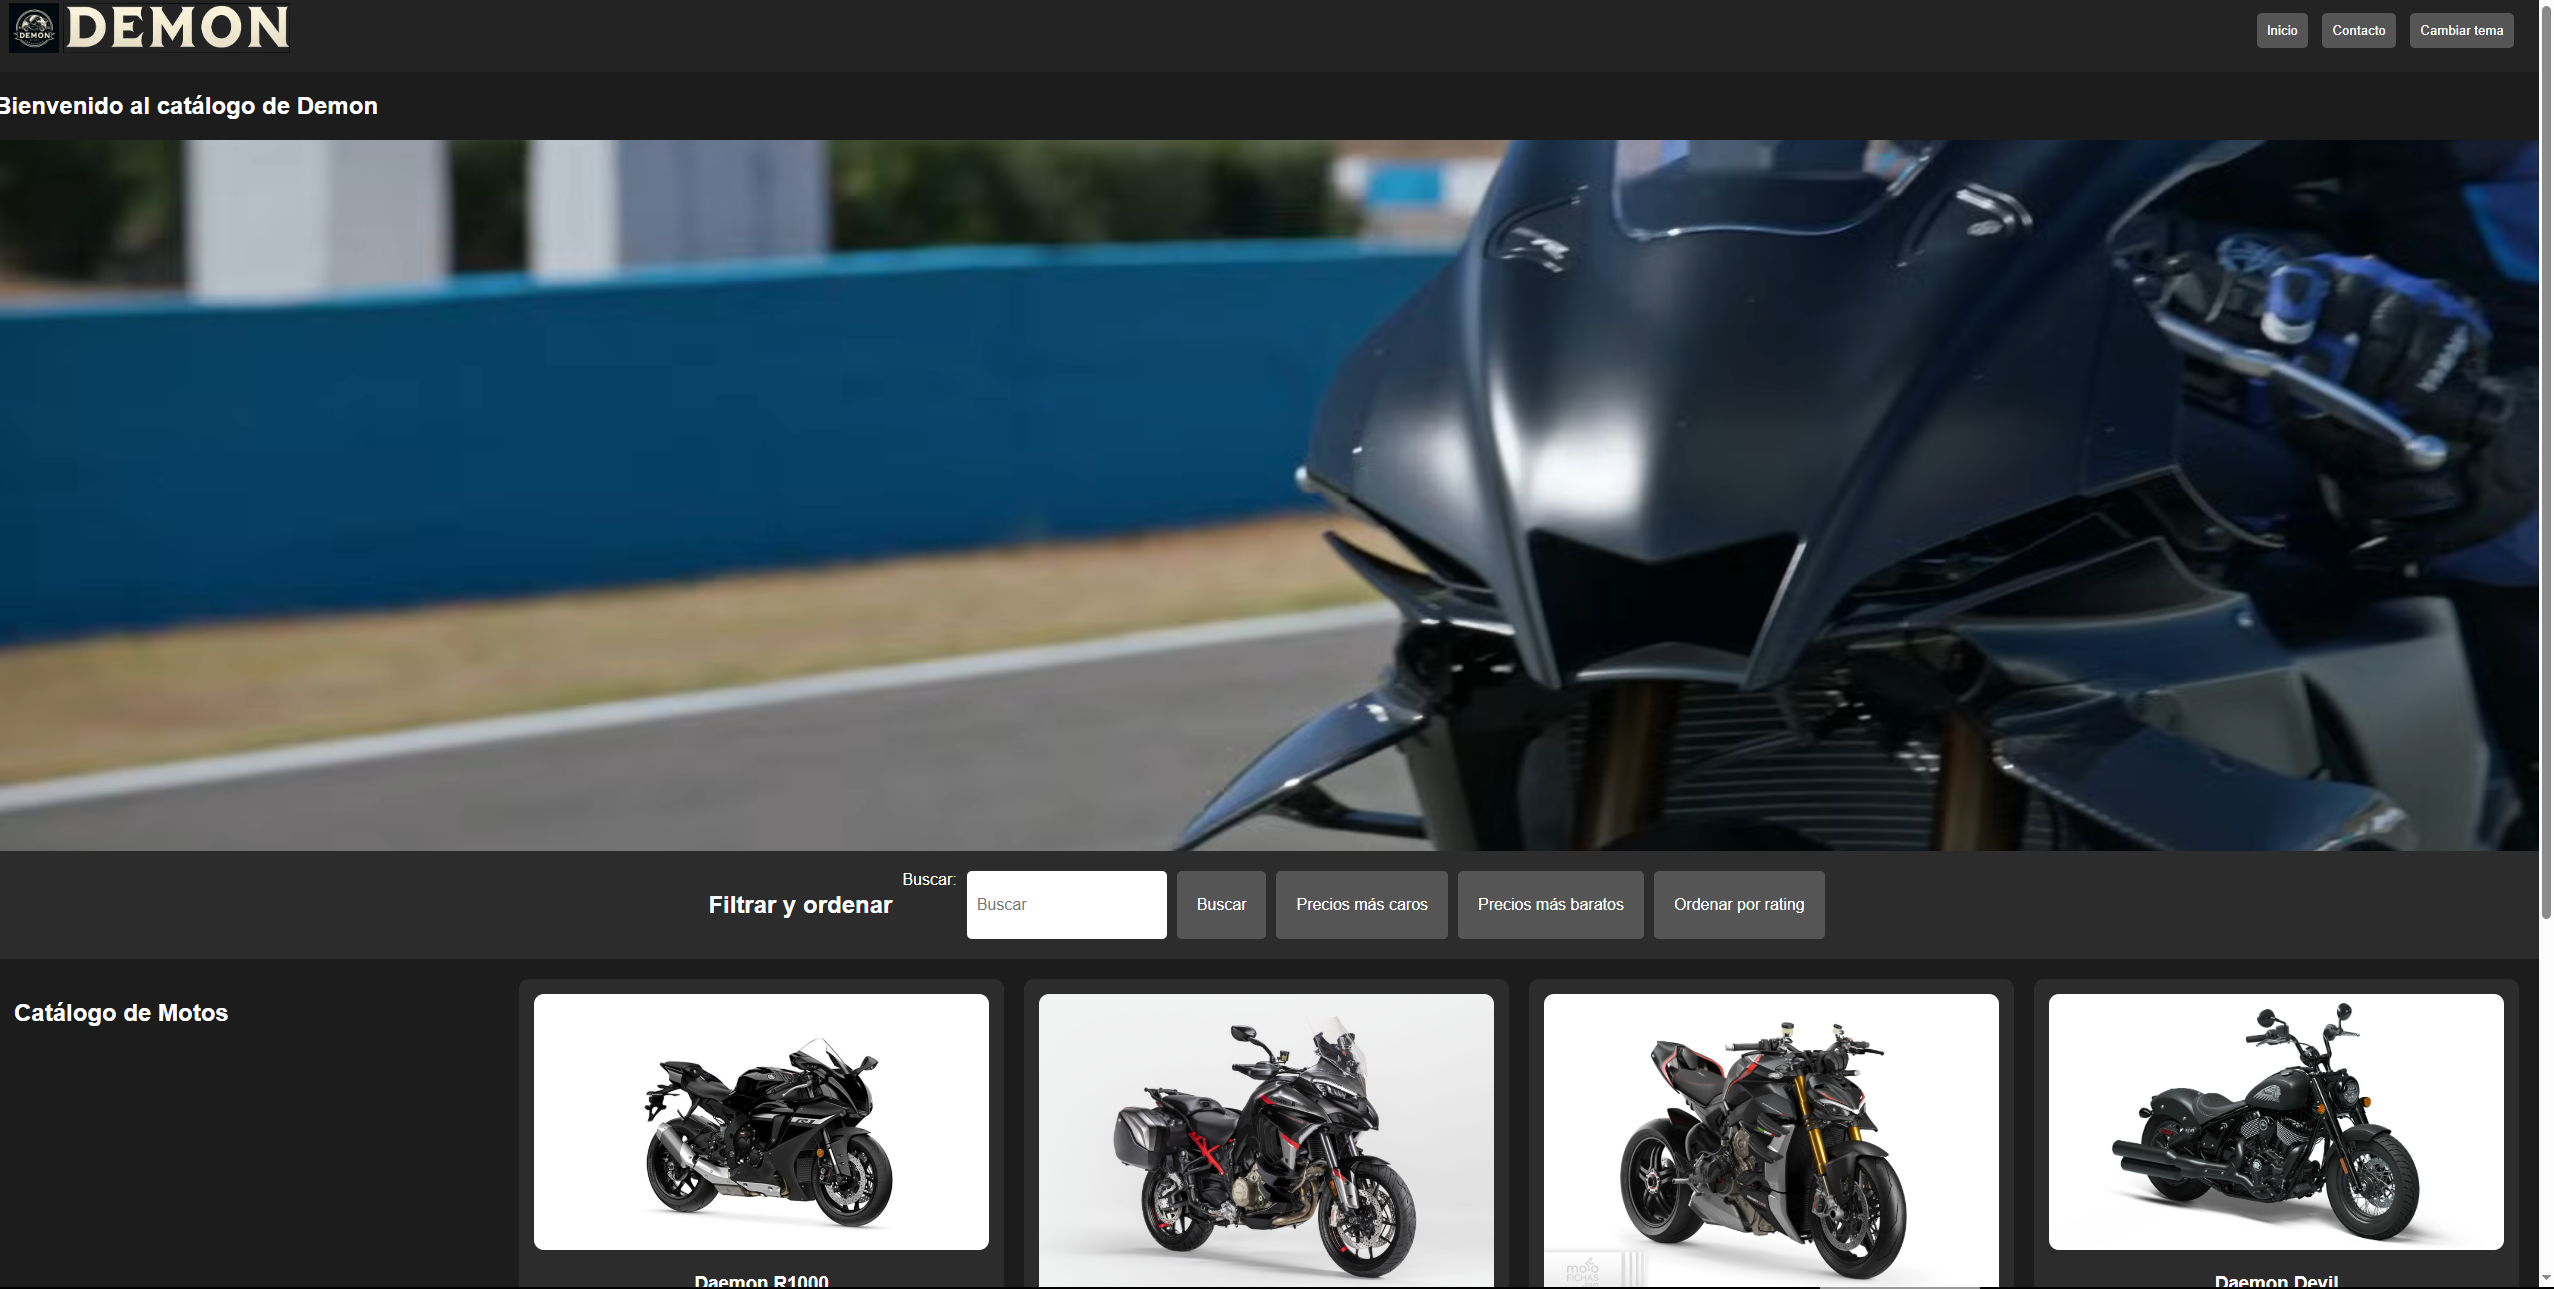 DEMON
DEMON
Inicio
Contacto
Cambiar tema
Bienvenido al catálogo de Demon
Filtrar y ordenar
Buscar:
Buscar
Buscar
Precios más caros
Precios más baratos
Ordenar por rating
Catálogo de Motos
R1
moto
FICHAS
Daemon R1000
Daemon Devil